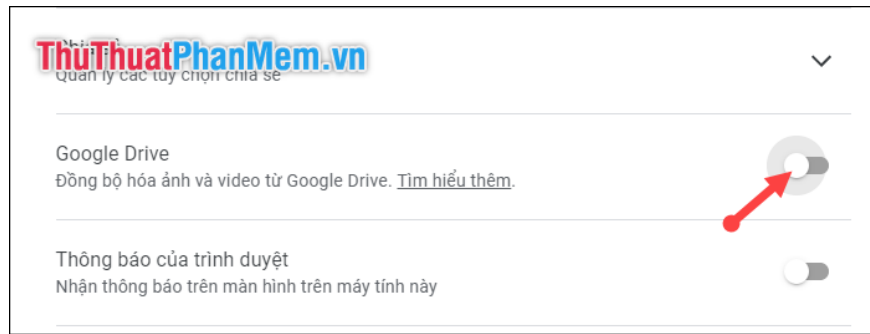 ThuThuatPhanMem.vn
Quản lý các tùy chọn chia sẻ
Google Drive
Đồng bộ hóa ảnh và video từ Google Drive. Tìm hiểu thêm.
Thông báo của trình duyệt
Nhận thông báo trên màn hình trên máy tính này